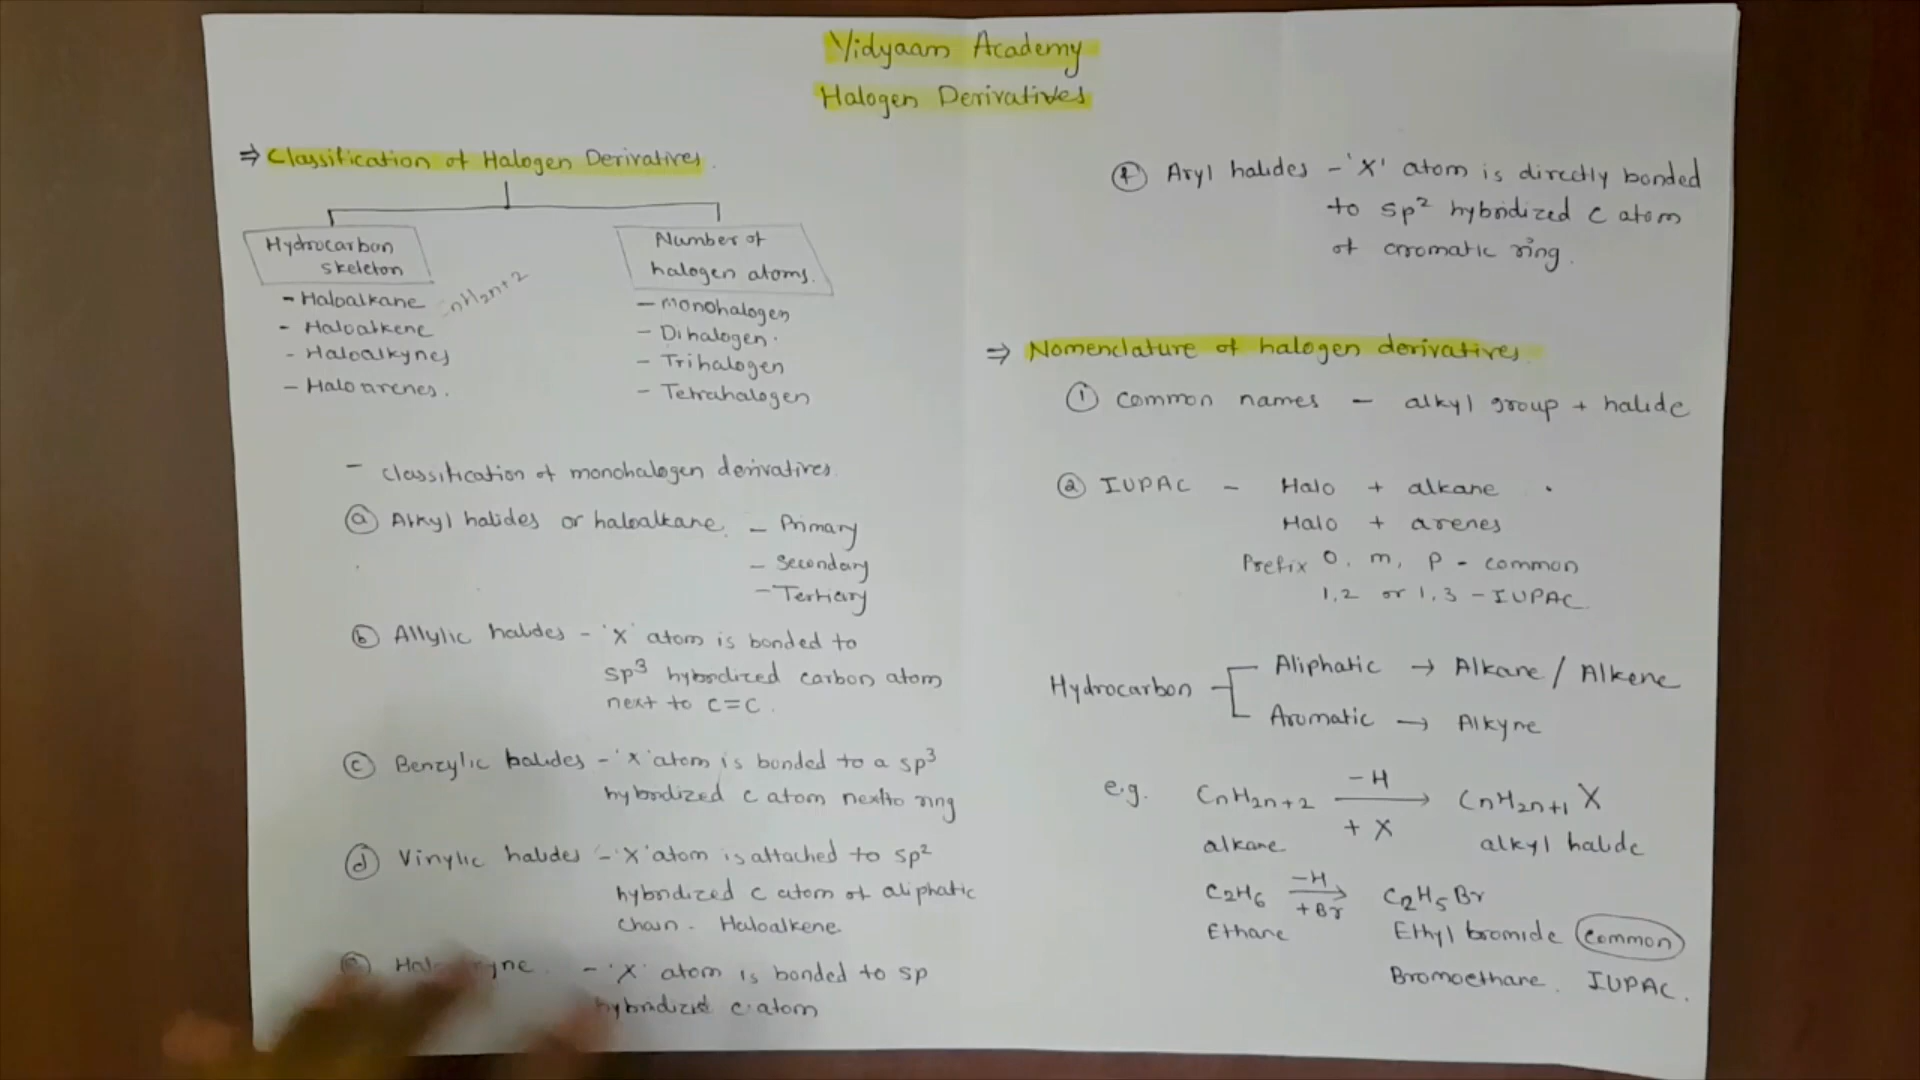 Vidyaam Academy
Halogen Derivatives
⇒ Classification of Halogen Derivatives.
Hydrocarbon
skeleton
- Haloalkane
nH2n+2
- Haloalkene
- Haloalkynes
- Haloarenes.
Number of
halogen atoms.
- monohalogen
- Dihalogen.
- Trihalogen
- Tetrahalogen
- classification of monohalogen derivatives.
ⓐ Alkyl halides or haloalkane. - Primary
- Secondary
- Tertiary
ⓑ Allylic halides - 'X' atom is bonded to
sp³ hybridized carbon atom
next to C=C.
ⓒ Benzylic halides - 'X' atom is bonded to a sp³
hybridized C atom next to ring
ⓓ Vinylic halides - 'X' atom is attached to sp²
hybridized C atom of aliphatic
chain. Haloalkene
- 'X' atom is bonded to sp
hybridized C atom
ⓕ Aryl halides - 'X' atom is directly bonded
to sp² hybridized C atom
of aromatic ring.
⇒ Nomenclature of halogen derivatives.
① common names - alkyl group + halide
② IUPAC - Halo + alkane
Halo + arenes
Prefix o, m, p - common
1,2 or 1,3 - IUPAC.
Hydrocarbon
Aliphatic → Alkane / Alkene
Aromatic → Alkyne
e.g. CnH2n+2 -H + X → CnH2n+1 X
alkane alkyl halide
C2H6 -H +Br → C2H5Br
Ethane Ethyl bromide common
Bromoethane. IUPAC.